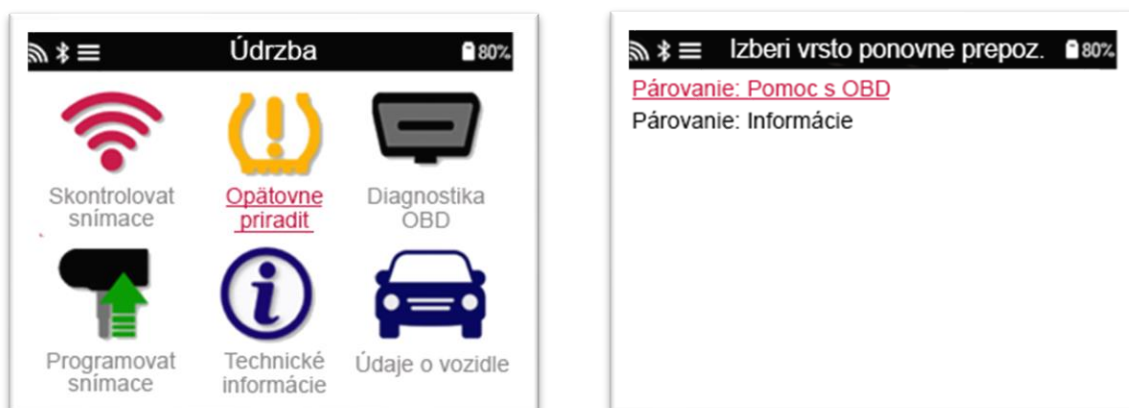 Údrzba
80%
Skontrolovat
snímace
Opätovne
priradit
Diagnostika
OBD
Programovat
snímace
Technické
informácie
Údaje o vozidle
Izberi vrsto ponovne prepoz.
80%
Párovanie: Pomoc s OBD
Párovanie: Informácie